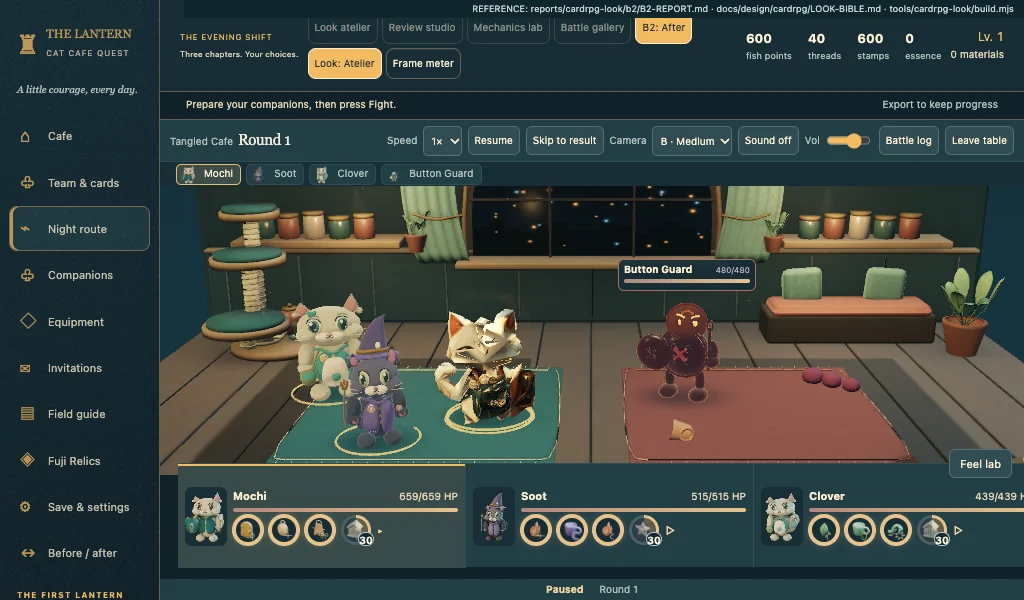 REFERENCE: reports/cardrpg-look/b2/B2-REPORT.md · docs/design/cardrpg/LOOK-BIBLE.md · tools/cardrpg-look/build.mjs
THE LANTERN
CAT CAFE QUEST
A little courage, every day.
Cafe
Team & cards
Night route
Companions
Equipment
Invitations
Field guide
Fuji Relics
Save & settings
Before / after
THE FIRST LANTERN
THE EVENING SHIFT
Three chapters. Your choices.
Look atelier
Review studio
Mechanics lab
Battle gallery
B2: After
Look: Atelier
Frame meter
600 fish points
40 threads
600 stamps
0 essence
Lv. 1
0 materials
Prepare your companions, then press Fight.
Export to keep progress
Tangled Cafe Round 1
Speed 1x Resume Skip to result Camera B · Medium Sound off Vol Battle log Leave table
Mochi Soot Clover Button Guard
Button Guard 480/480
Feel lab
Mochi 659/659 HP
30
Soot 515/515 HP
30
Clover 439/439 H
30
Paused Round 1